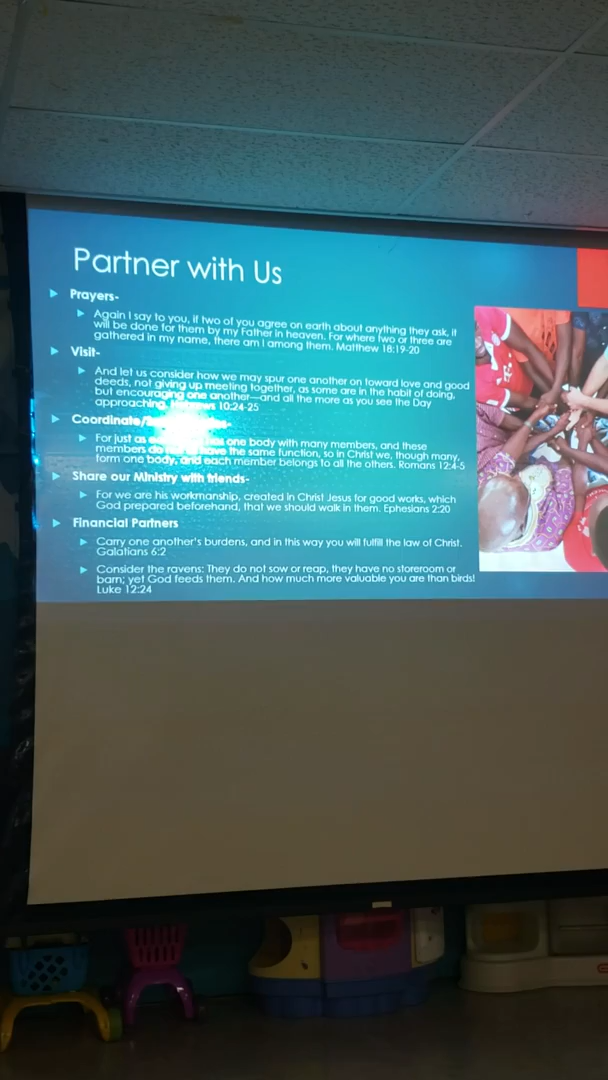 Partner with Us
Prayers-
Again I say to you, if two of you agree on earth about anything they ask, it
will be done for them by my Father in heaven. For where two or three are
gathered in my name, there am I among them. Matthew 18:19-20
Visit-
And let us consider how we may spur one another on toward love and good
deeds, not giving up meeting together, as some are in the habit of doing,
but encouraging one another—and all the more as you see the Day
approaching. Hebrews 10:24-25
Coordinate/
For just as one body with many members, and these
members do not have the same function, so in Christ we, though many,
form one body, and each member belongs to all the others. Romans 12:4-5
Share our Ministry with friends-
For we are his workmanship, created in Christ Jesus for good works, which
God prepared beforehand, that we should walk in them. Ephesians 2:20
Financial Partners
Carry one another's burdens, and in this way you will fulfill the law of Christ.
Galatians 6:2
Consider the ravens: They do not sow or reap, they have no storeroom or
barn; yet God feeds them. And how much more valuable you are than birds!
Luke 12:24